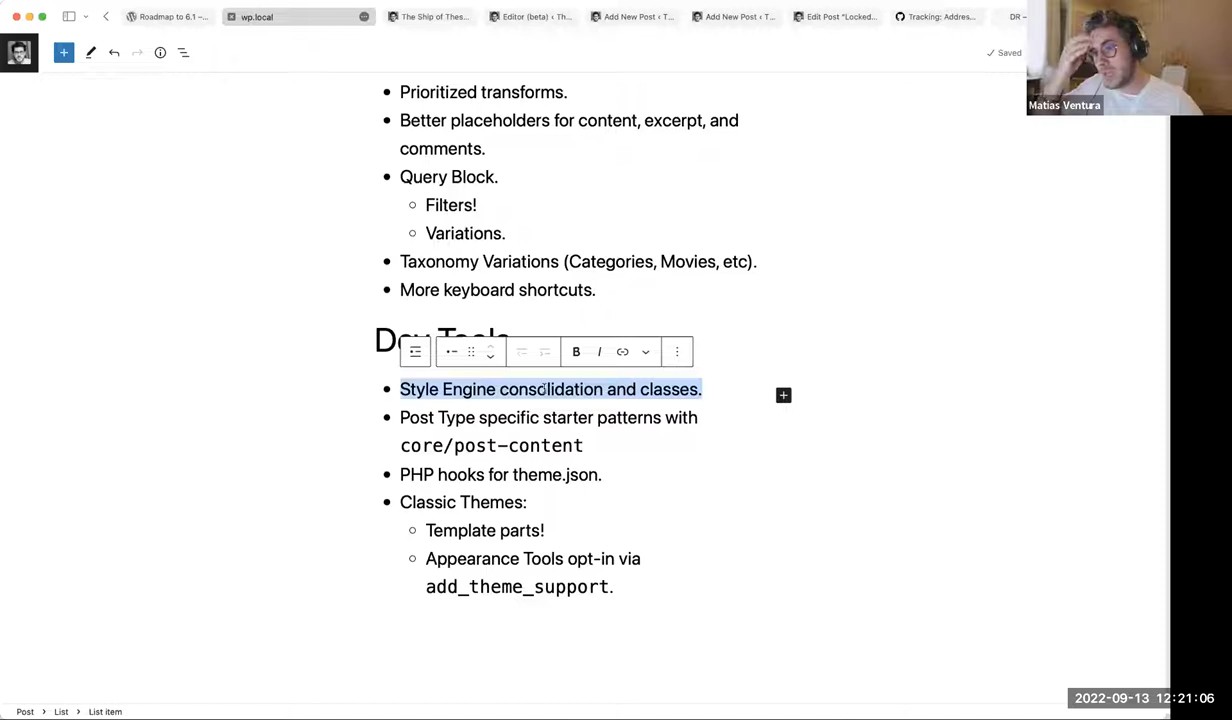 Roadmap to 6.1 –...
wp.local
The Ship of Thes...
Editor (beta) ‹ Th...
Add New Post ‹ T...
Add New Post ‹ T...
Edit Post "Locked...
Tracking: Addres...
DR –
Saved
Matias Ventura
Prioritized transforms.
Better placeholders for content, excerpt, and
comments.
Query Block.
Filters!
Variations.
Taxonomy Variations (Categories, Movies, etc).
More keyboard shortcuts.
Dev Tools
B I
Style Engine consolidation and classes.
Post Type specific starter patterns with
core/post-content
PHP hooks for theme.json.
Classic Themes:
Template parts!
Appearance Tools opt-in via
add_theme_support.
2022-09-13 12:21:06
Post > List > List item